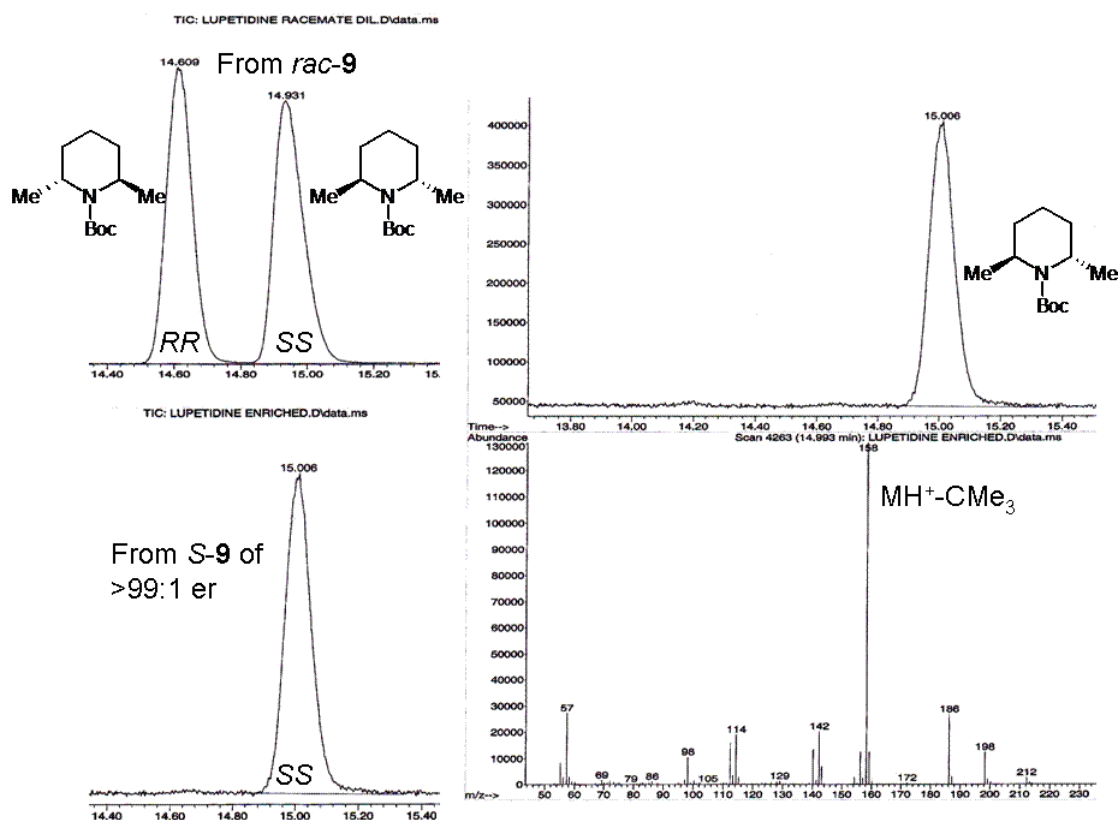 TIC: LUPETIDINE RACEMATE DIL.D\data.ms
14.609
From rac-9
14.931
Me
N
Me
Boc
Me
N
Me
Boc
RR
SS
14.40 14.60 14.80 15.00 15.20 15.4
TIC: LUPETIDINE ENRICHED.D\data.ms
15.006
From S-9 of
>99:1 er
SS
14.40 14.60 14.80 15.00 15.20 15.40
15.006
400000
350000
300000
250000
200000
150000
100000
50000
Me
N
Me
Boc
13.80 14.00 14.20 14.40 14.60 14.80 15.00 15.20 15.40
Time-->
Abundance
Scan 4263 (14.993 min): LUPETIDINE ENRICHED.D\data.ms
158
MH+-CMe3
130000
120000
110000
100000
90000
80000
70000
60000
50000
40000
30000
20000
10000
0
57
69
79
86
98
105
114
129
142
172
186
198
212
50 60 70 80 90 100 110 120 130 140 150 160 170 180 190 200 210 220 230
m/z-->